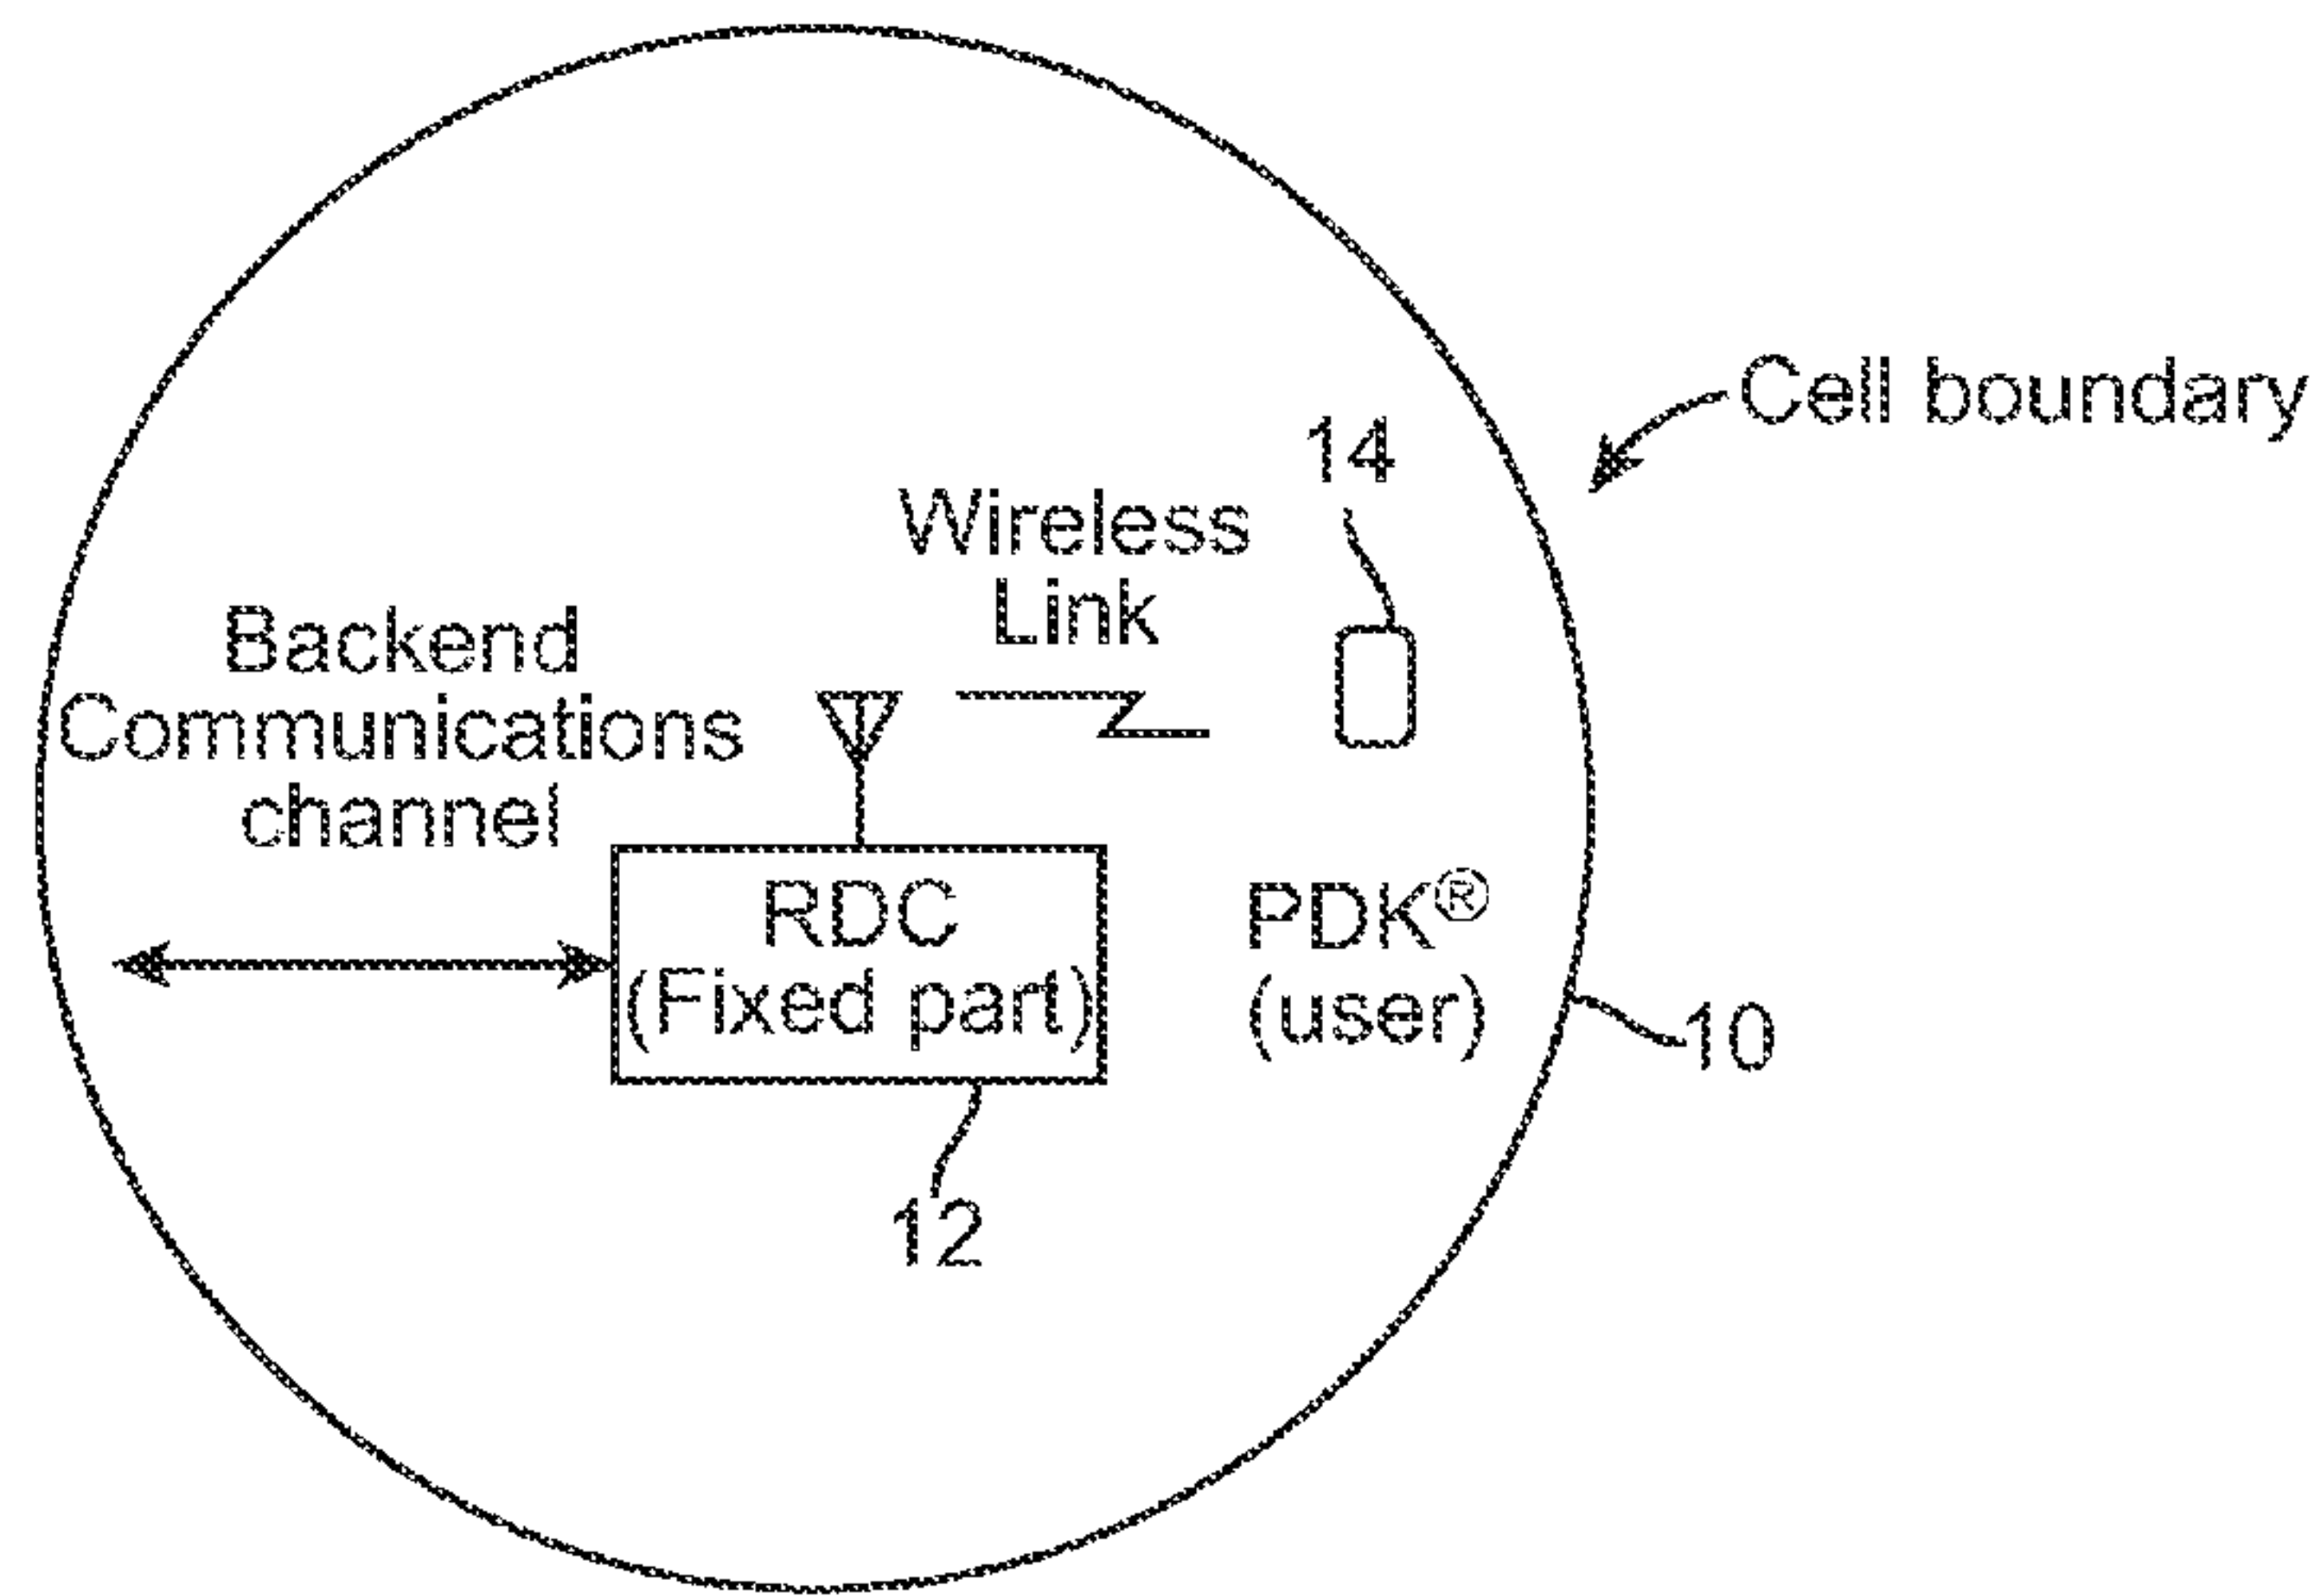 Cell boundary
14
Wireless
Link
Backend
Communications
channel
RDC
(Fixed part)
PDK®
(user)
10
12